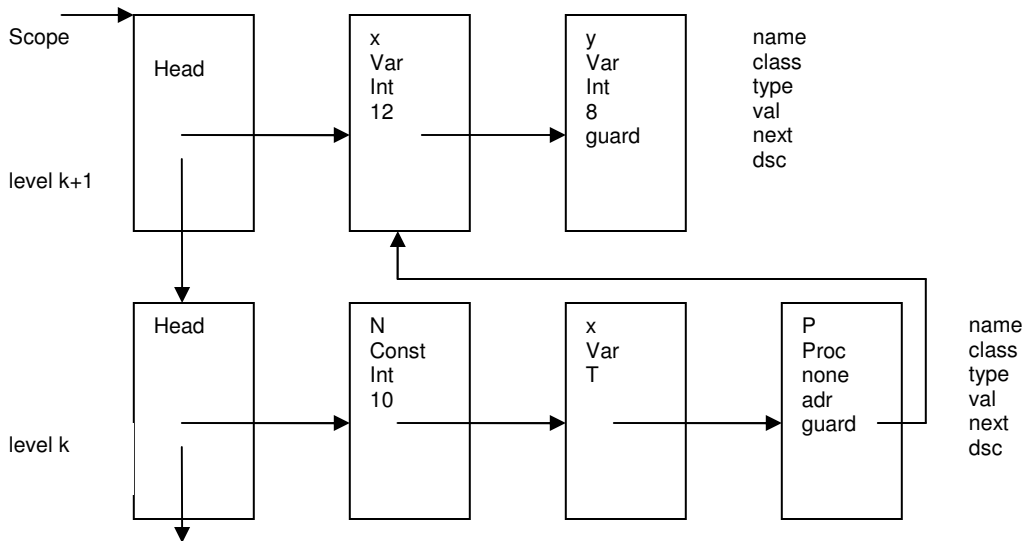 Scope
Head
level k+1
x
Var
Int
12
y
Var
Int
8
guard
name
class
type
val
next
dsc
Head
level k
N
Const
Int
10
x
Var
T
P
Proc
none
adr
guard
name
class
type
val
next
dsc